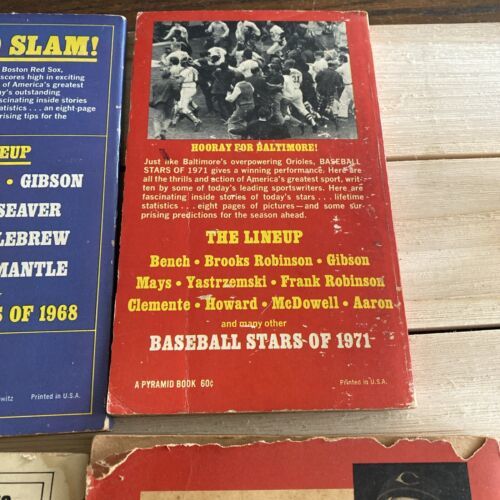 SLAM!
Boston Red Sox,
scores high in exciting
of America's greatest
day's outstanding
fascinating inside stories
statistics . . . an eight-page
rising tips for the
GIBSON
SEAVER
MANTLE
OF 1968
Printed in U.S.A.
HOORAY FOR BALTIMORE!
Just like Baltimore's overpowering Orioles, BASEBALL
STARS OF 1971 gives a winning performance. Here are
all the thrills and action of America's greatest sport, writ-
ten by some of today's leading sportswriters. Here are
fascinating inside stories of today's stars . . . lifetime
statistics . . . eight pages of pictures—and some sur-
prising predictions for the season ahead.
THE LINEUP
Bench • Brooks Robinson • Gibson
Mays • Yastrzemski • Frank Robinson
Clemente • Howard • McDowell • Aaron
and many other
BASEBALL STARS OF 1971
A PYRAMID BOOK 60¢
Printed in U.S.A.